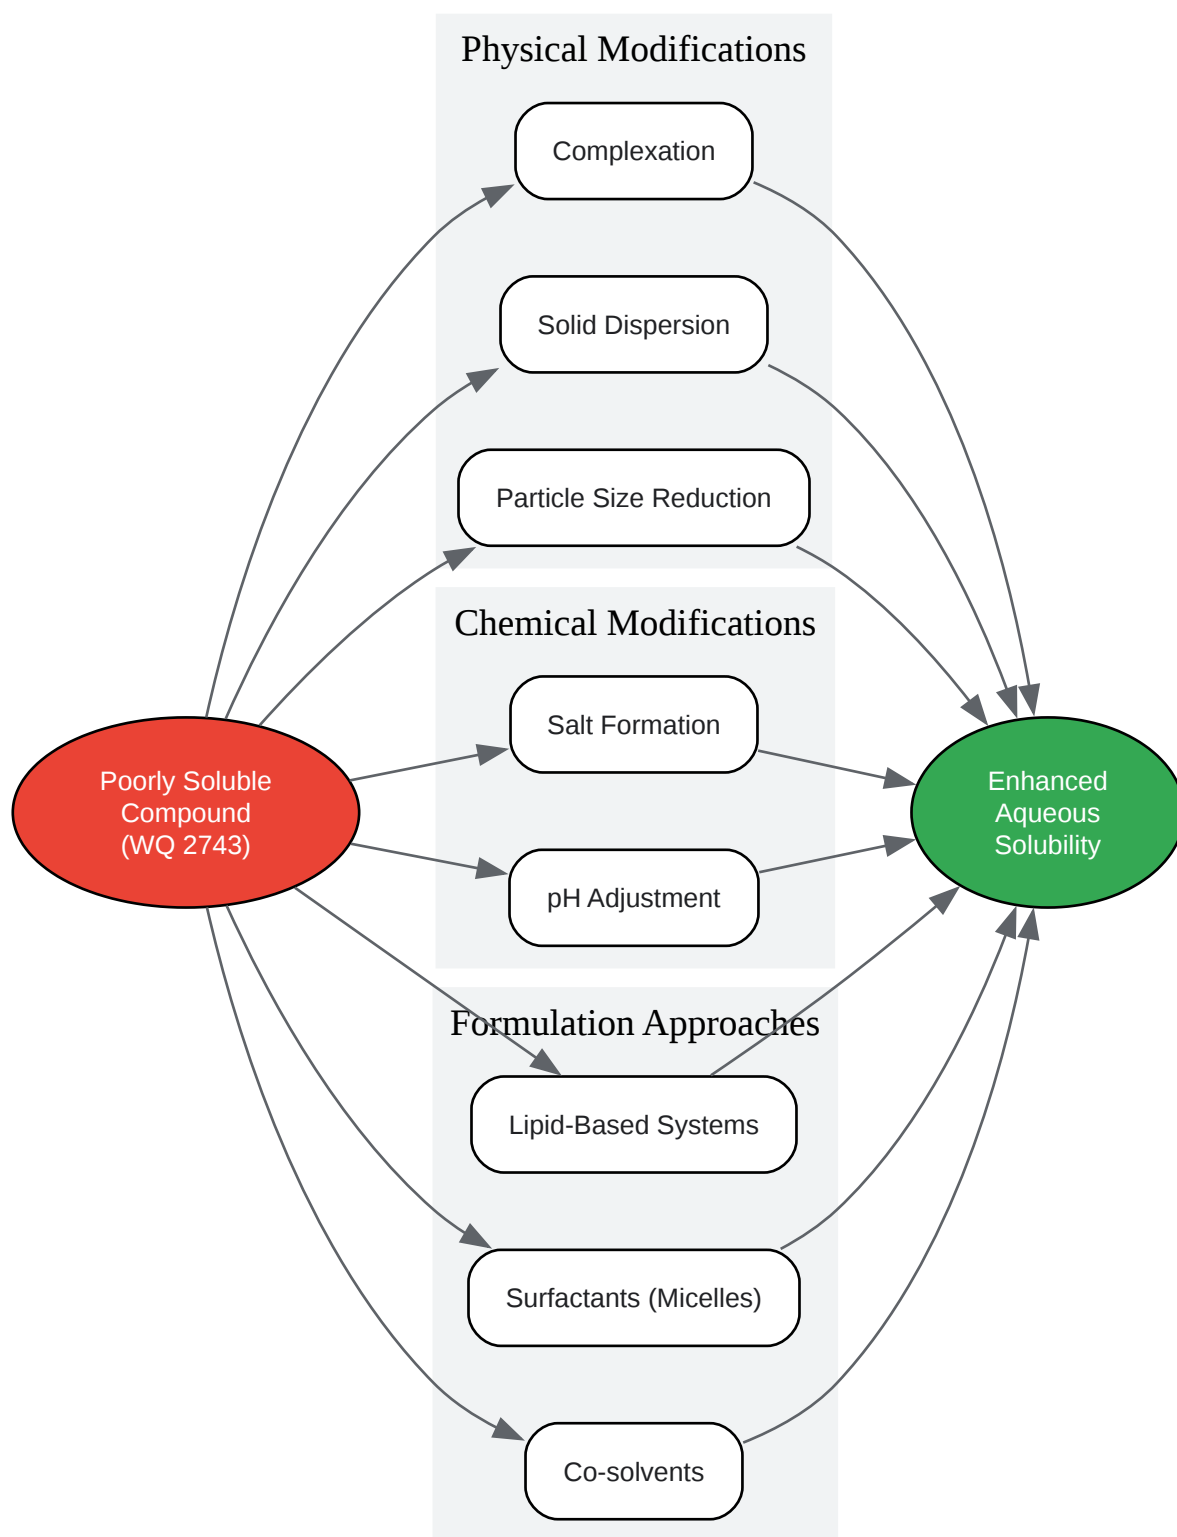 Physical Modifications
Complexation
Solid Dispersion
Particle Size Reduction
Chemical Modifications
Salt Formation
pH Adjustment
Poorly Soluble
Compound
(WQ 2743)
Enhanced
Aqueous
Solubility
Formulation Approaches
Lipid-Based Systems
Surfactants (Micelles)
Co-solvents